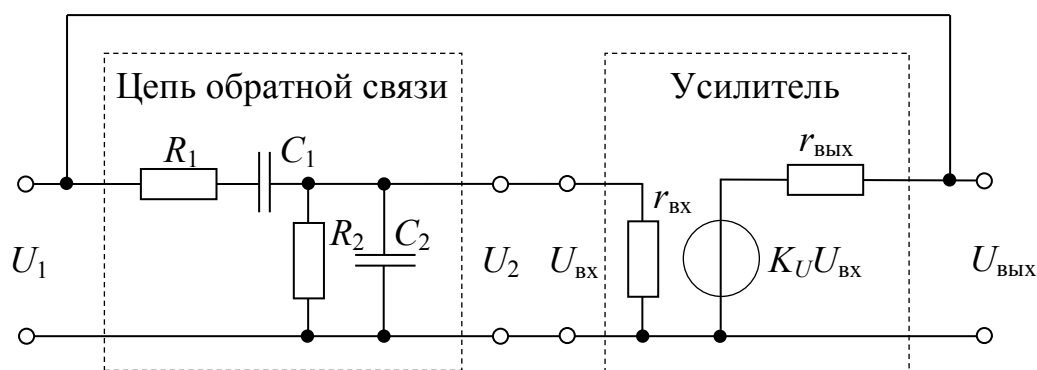 Цепь обратной связи
Усилитель
R1
C1
rвых
rвх
R2
C2
U1
U2
Uвх
KUUвх
Uвых